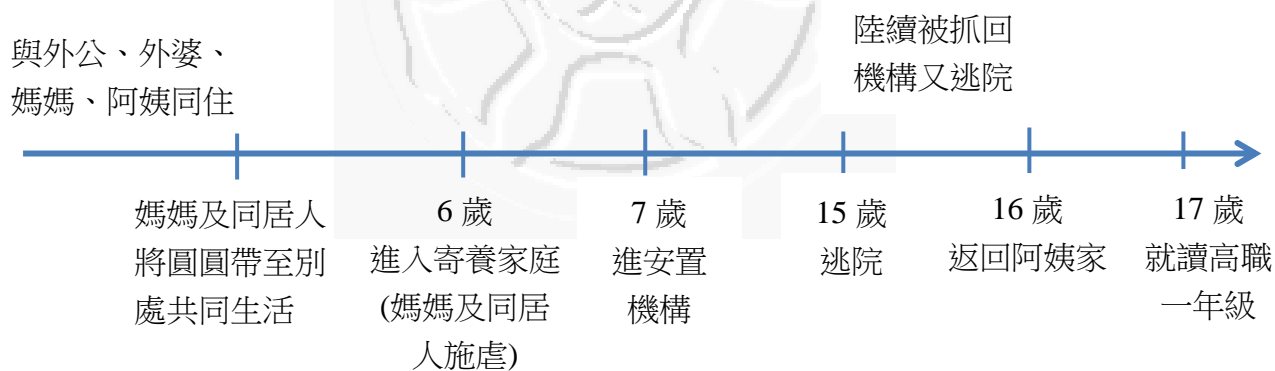 與外公、外婆、
媽媽、阿姨同住
陸續被抓回
機構又逃院
媽媽及同居人
將圓圓帶至別
處共同生活
6 歲
進入寄養家庭
(媽媽及同居
人施虐)
7 歲
進安置
機構
15 歲
逃院
16 歲
返回阿姨家
17 歲
就讀高職
一年級